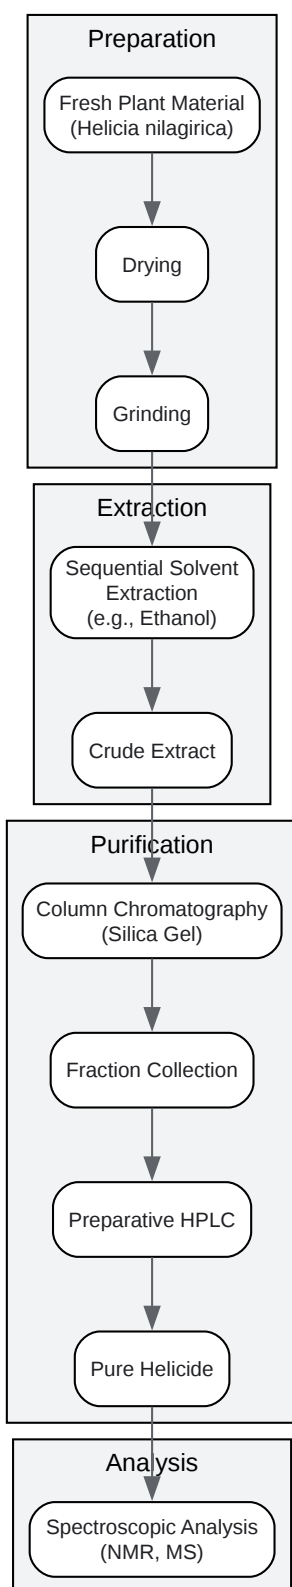 Preparation
Fresh Plant Material
(Helicia nilagirica)
Drying
Grinding
Extraction
Sequential Solvent
Extraction
(e.g., Ethanol)
Crude Extract
Purification
Column Chromatography
(Silica Gel)
Fraction Collection
Preparative HPLC
Pure Helicide
Analysis
Spectroscopic Analysis
(NMR, MS)